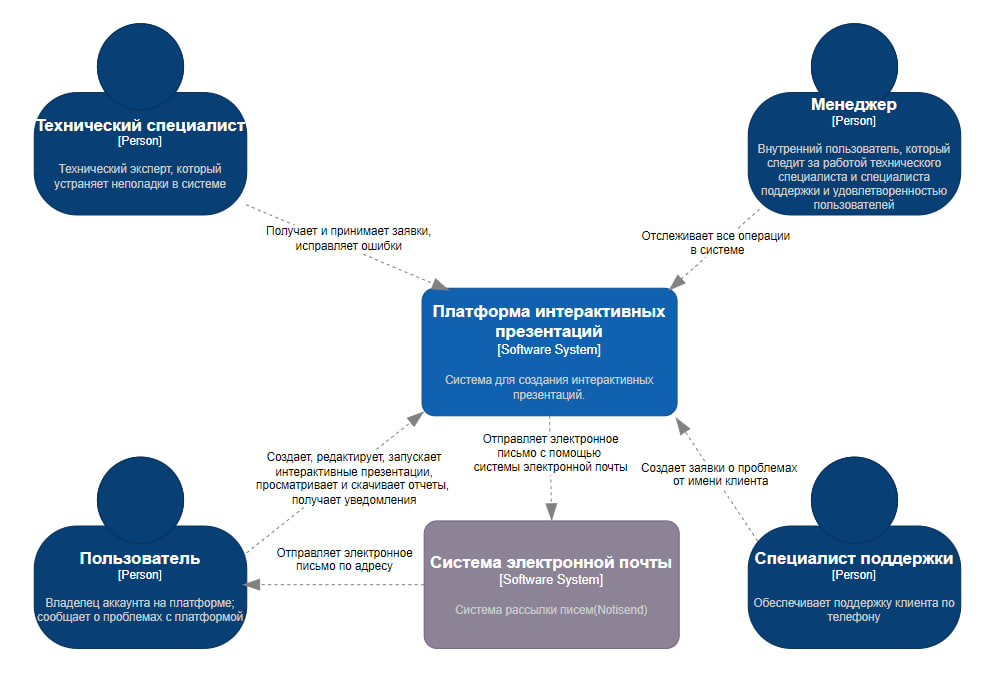 Технический специалист
[Person]
Технический эксперт, который
устраняет неполадки в системе
Менеджер
[Person]
Внутренний пользователь, который
следит за работой технического
специалиста и специалиста
поддержки и удовлетворенностью
пользователей
Получает и принимает заявки,
исправляет ошибки
Отслеживает все операции
в системе
Платформа интерактивных
презентаций
[Software System]
Система для создания интерактивных
презентаций.
Создает, редактирует, запускает
интерактивные презентации,
просматривает и скачивает отчеты,
получает уведомления
Отправляет электронное
письмо с помощью
системы электронной почты
Создает заявки о проблемах
от имени клиента
Пользователь
[Person]
Владелец аккаунта на платформе;
сообщает о проблемах с платформой
Отправляет электронное
письмо по адресу
Система электронной почты
[Software System]
Система рассылки писем(Notisend)
Специалист поддержки
[Person]
Обеспечивает поддержку клиента по
телефону